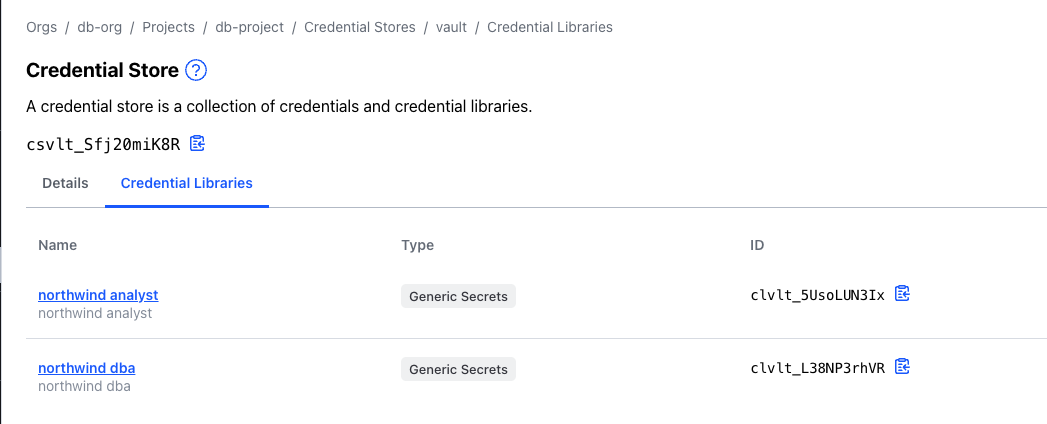 Orgs / db-org / Projects / db-project / Credential Stores / vault / Credential Libraries
Credential Store ?
A credential store is a collection of credentials and credential libraries.
csvlt_Sfj20miK8R
Details Credential Libraries
Name Type ID
northwind analyst Generic Secrets clvlt_5UsoLUN3Ix
northwind analyst
northwind dba Generic Secrets clvlt_L38NP3rhVR
northwind dba